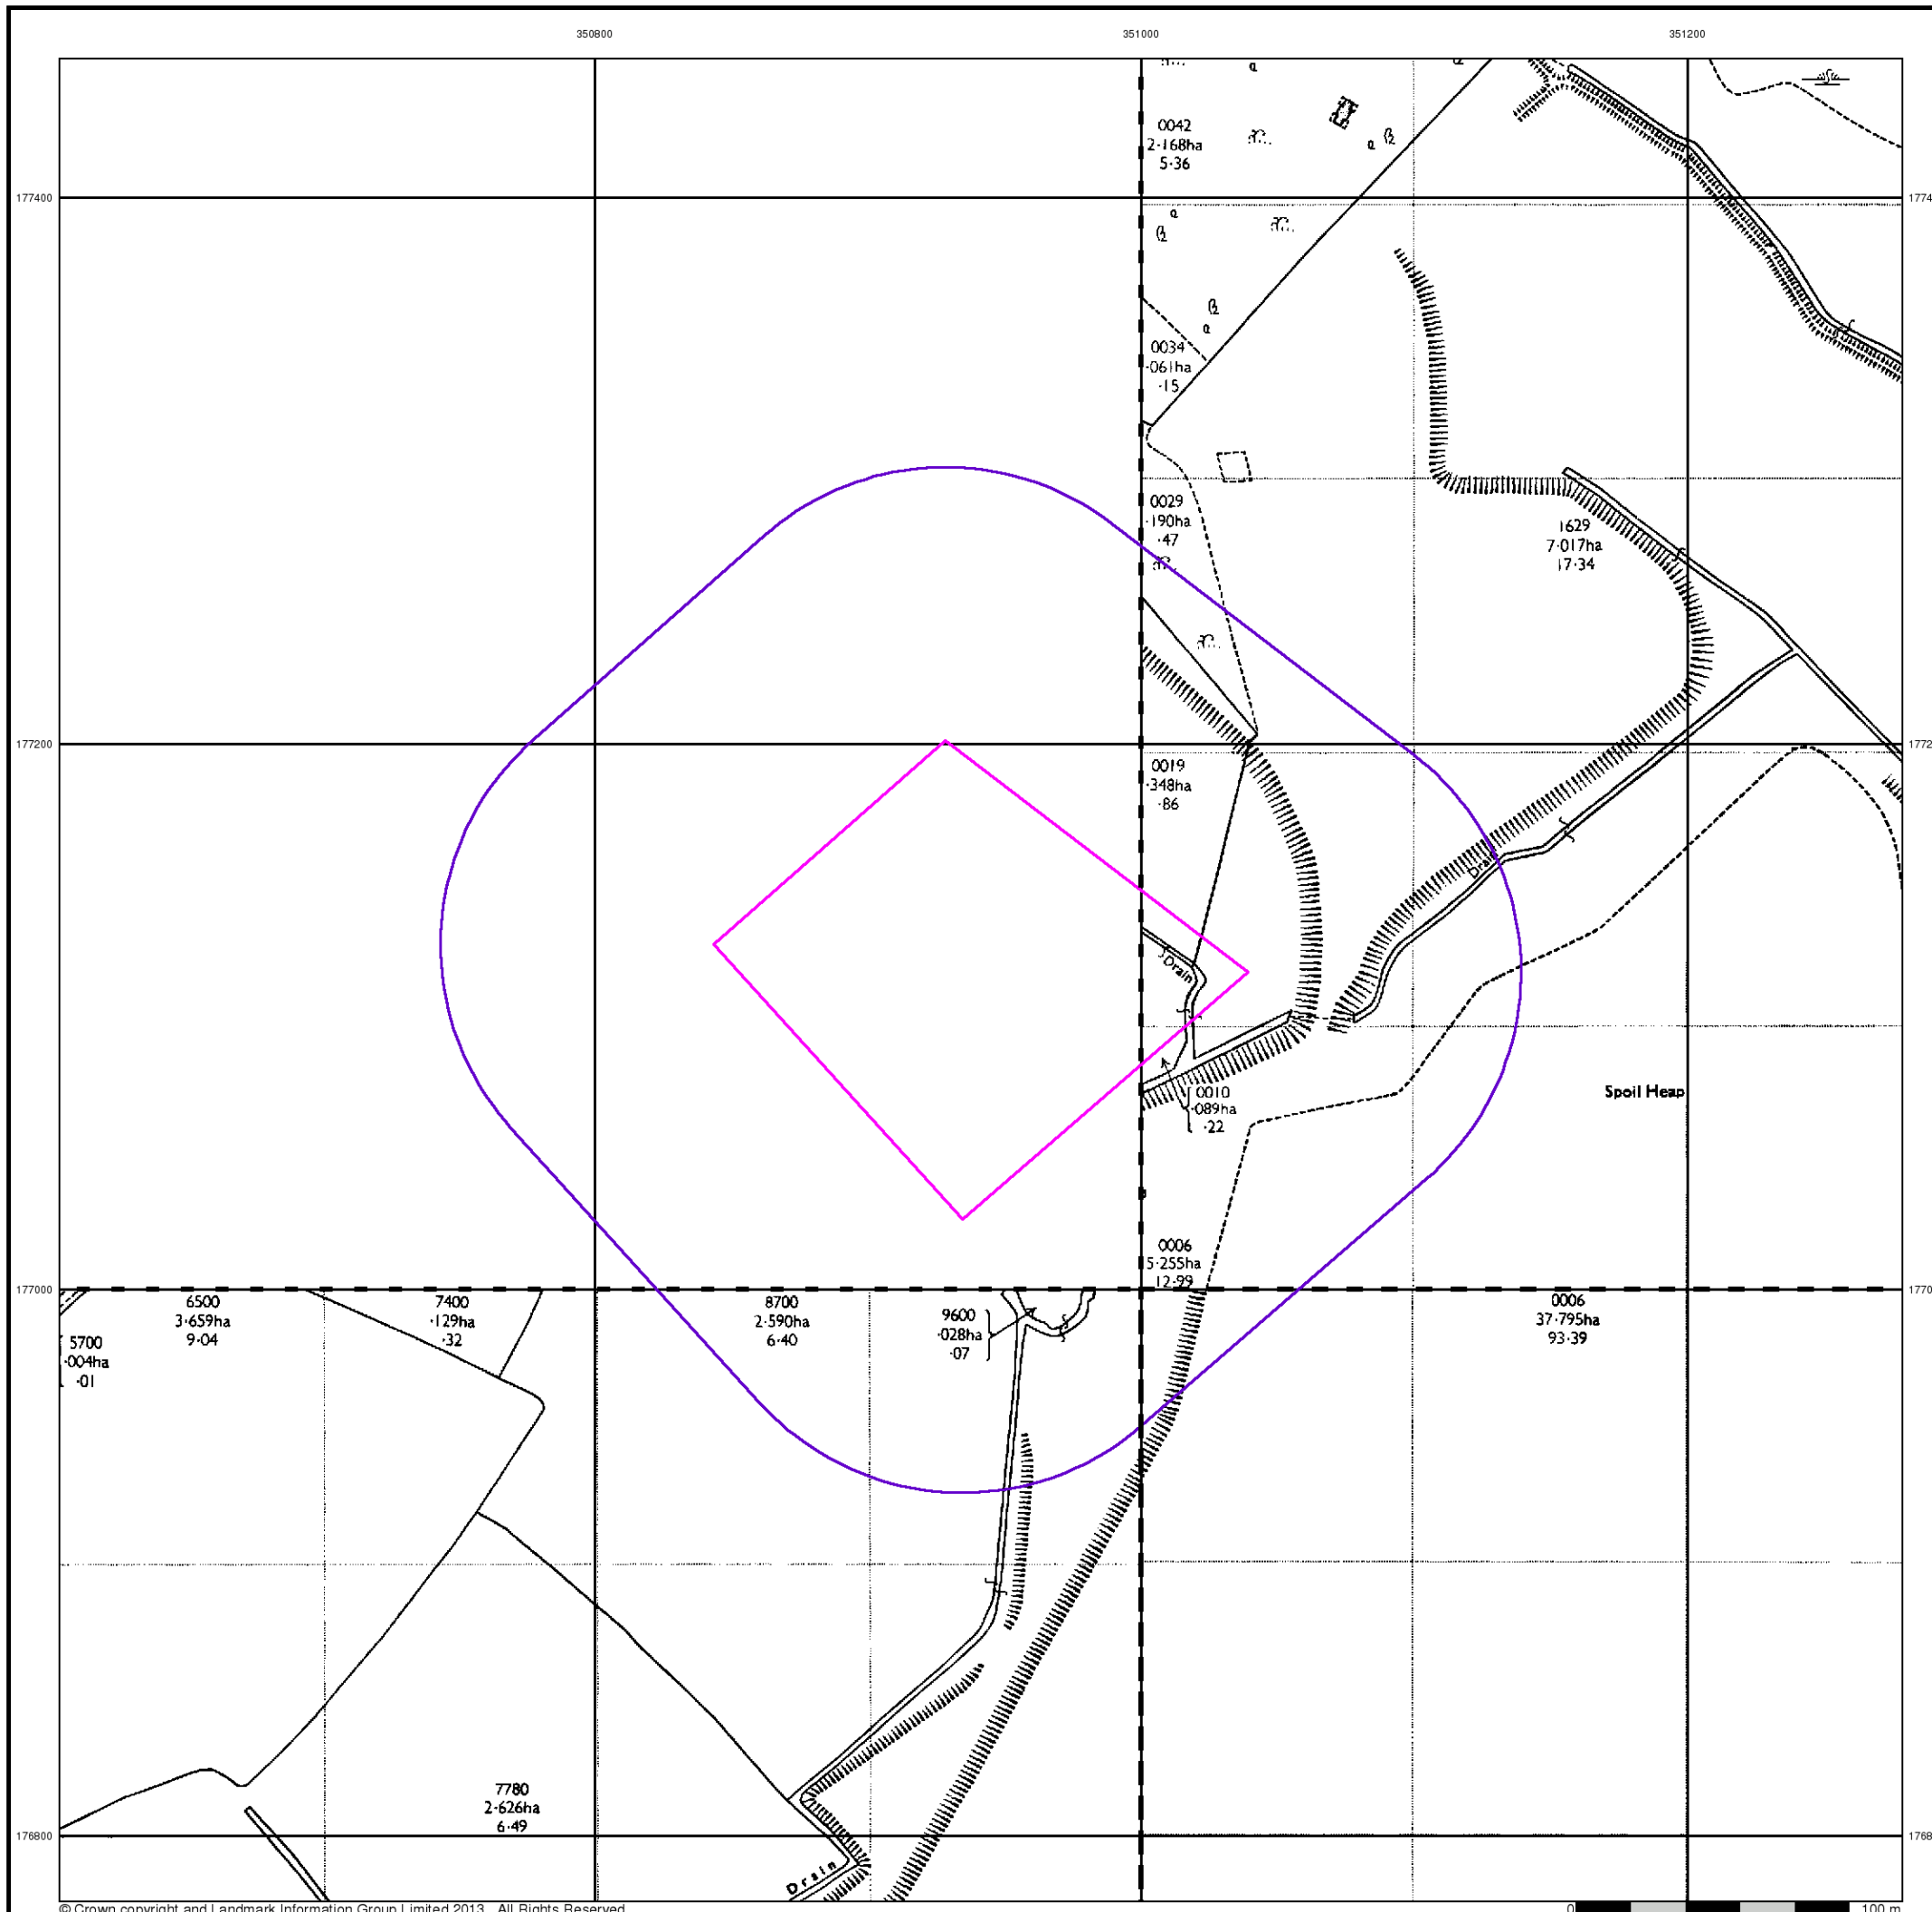 350800
351000
351200
0042
2·168ha
5·36
177400
1774
0034
·061ha
·15
0029
·190ha
·47
1629
7·017ha
17·34
177200
1772
0019
·348ha
·86
Drain
Drain
Spoil Heap
0010
·089ha
·22
0006
5·255ha
12·99
177000
1770
6500
3·659ha
9·04
7400
·129ha
·32
8700
2·590ha
6·40
9600
·028ha
·07
0006
37·795ha
93·39
5700
·004ha
·01
7780
2·626ha
6·49
176800
1768
Drain
© Crown copyright and Landmark Information Group Limited 2013. All Rights Reserved.
0
100 m